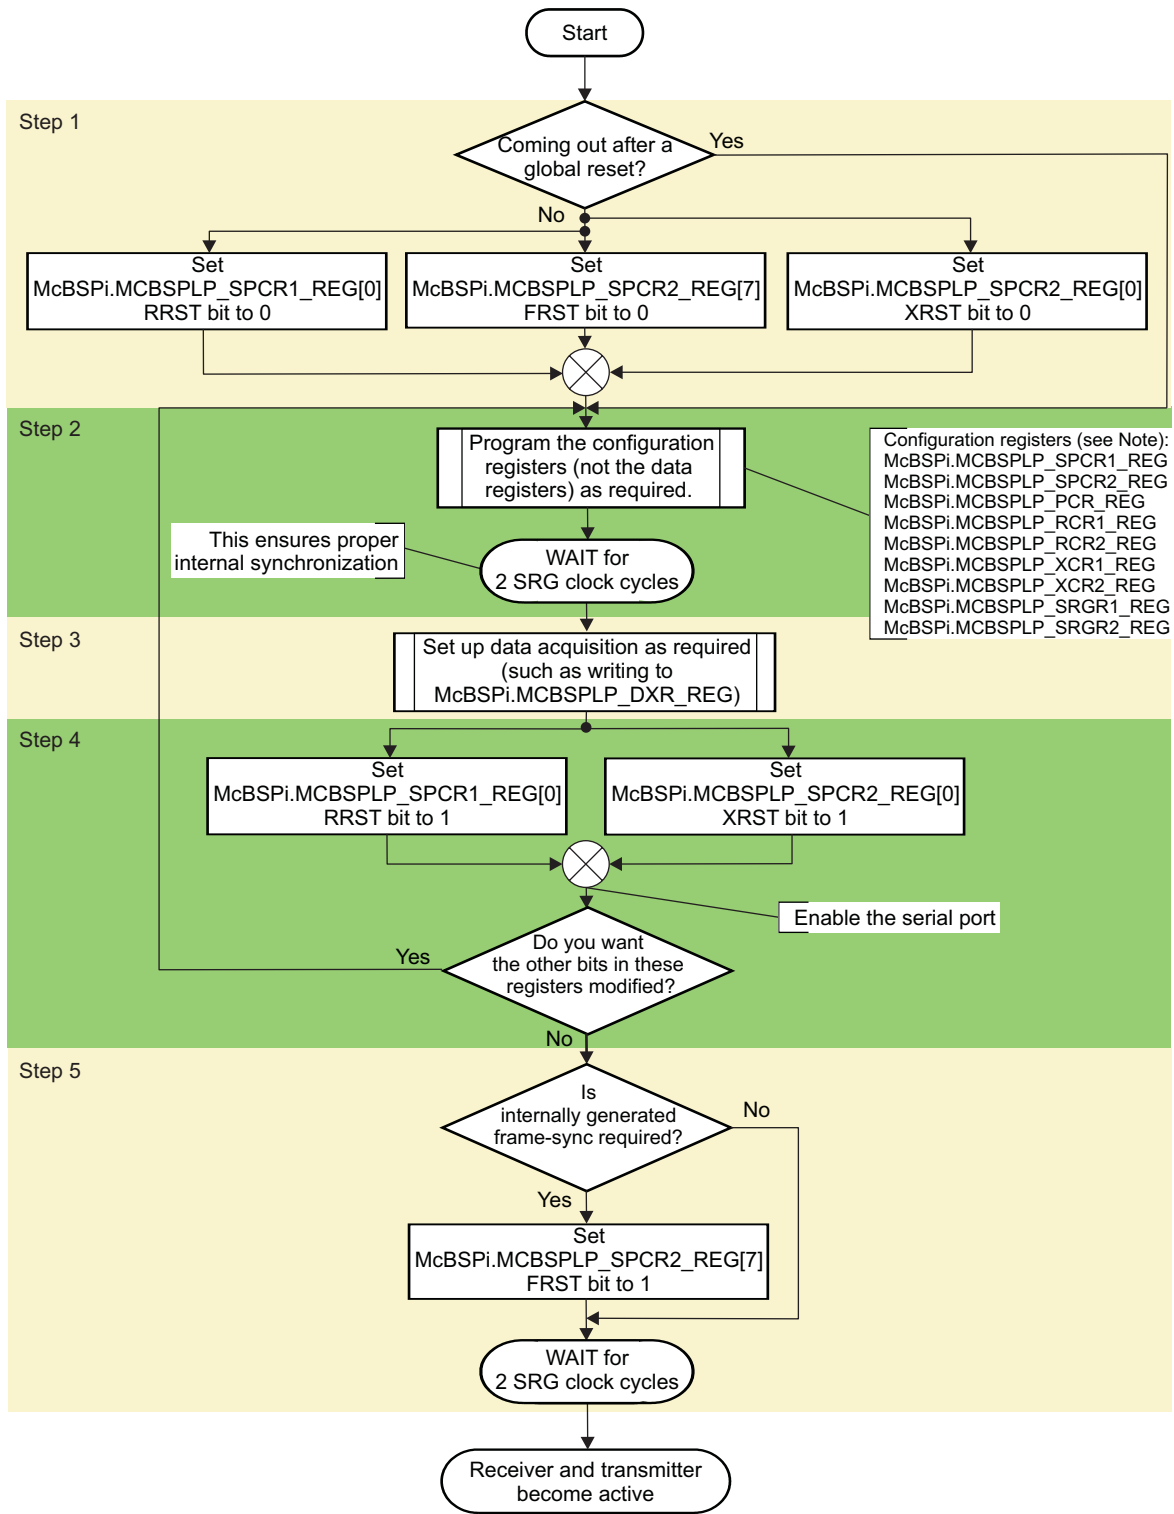 Start
Step 1
Coming out after a
global reset?
Yes
No
Set
McBSPi.MCBSPLP_SPCR1_REG[0]
RRST bit to 0
Set
McBSPi.MCBSPLP_SPCR2_REG[7]
FRST bit to 0
Set
McBSPi.MCBSPLP_SPCR2_REG[0]
XRST bit to 0
Step 2
Program the configuration
registers (not the data
registers) as required.
Configuration registers (see Note):
McBSPi.MCBSPLP_SPCR1_REG
McBSPi.MCBSPLP_SPCR2_REG
McBSPi.MCBSPLP_PCR_REG
McBSPi.MCBSPLP_RCR1_REG
McBSPi.MCBSPLP_RCR2_REG
McBSPi.MCBSPLP_XCR1_REG
McBSPi.MCBSPLP_XCR2_REG
McBSPi.MCBSPLP_SRGR1_REG
McBSPi.MCBSPLP_SRGR2_REG
This ensures proper
internal synchronization
WAIT for
2 SRG clock cycles
Step 3
Set up data acquisition as required
(such as writing to
McBSPi.MCBSPLP_DXR_REG)
Step 4
Set
McBSPi.MCBSPLP_SPCR1_REG[0]
RRST bit to 1
Set
McBSPi.MCBSPLP_SPCR2_REG[0]
XRST bit to 1
Enable the serial port
Do you want
the other bits in these
registers modified?
Yes
No
Step 5
Is
internally generated
frame-sync required?
No
Yes
Set
McBSPi.MCBSPLP_SPCR2_REG[7]
FRST bit to 1
WAIT for
2 SRG clock cycles
Receiver and transmitter
become active